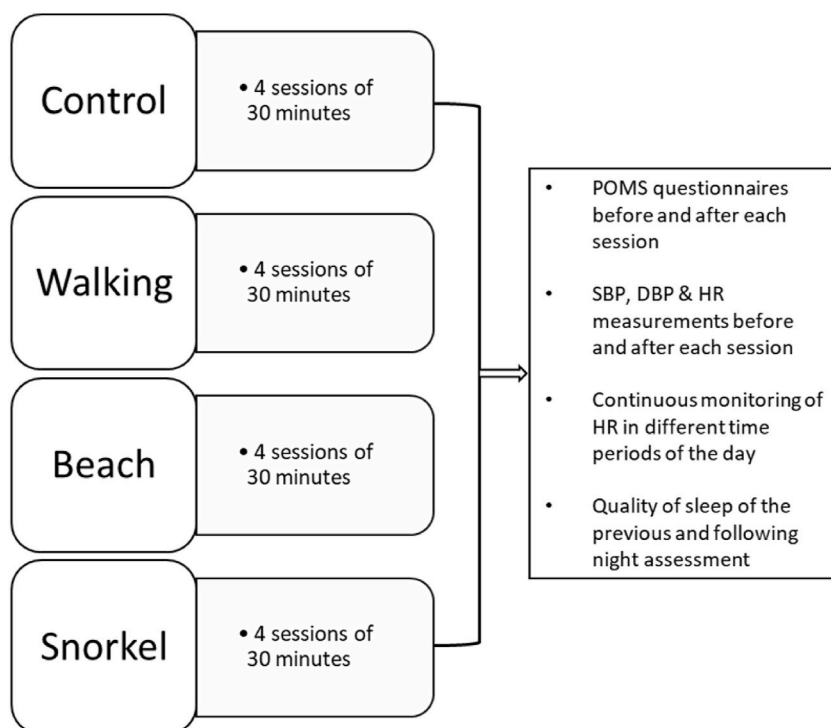 Control
• 4 sessions of
30 minutes
Walking
• 4 sessions of
30 minutes
Beach
• 4 sessions of
30 minutes
Snorkel
• 4 sessions of
30 minutes
• POMS questionnaires
before and after each
session
• SBP, DBP & HR
measurements before
and after each session
• Continuous monitoring of
HR in different time
periods of the day
• Quality of sleep of the
previous and following
night assessment